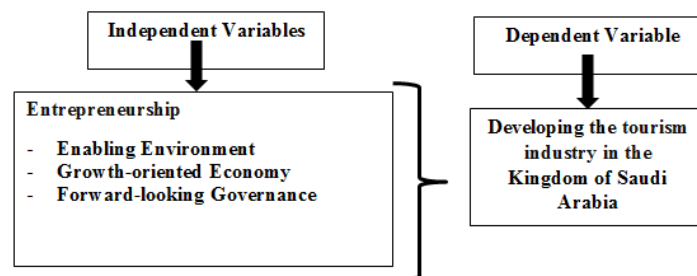 Independent Variables
Dependent Variable
Entrepreneurship
- Enabling Environment
- Growth-oriented Economy
- Forward-looking Governance
Developing the tourism
industry in the
Kingdom of Saudi
Arabia